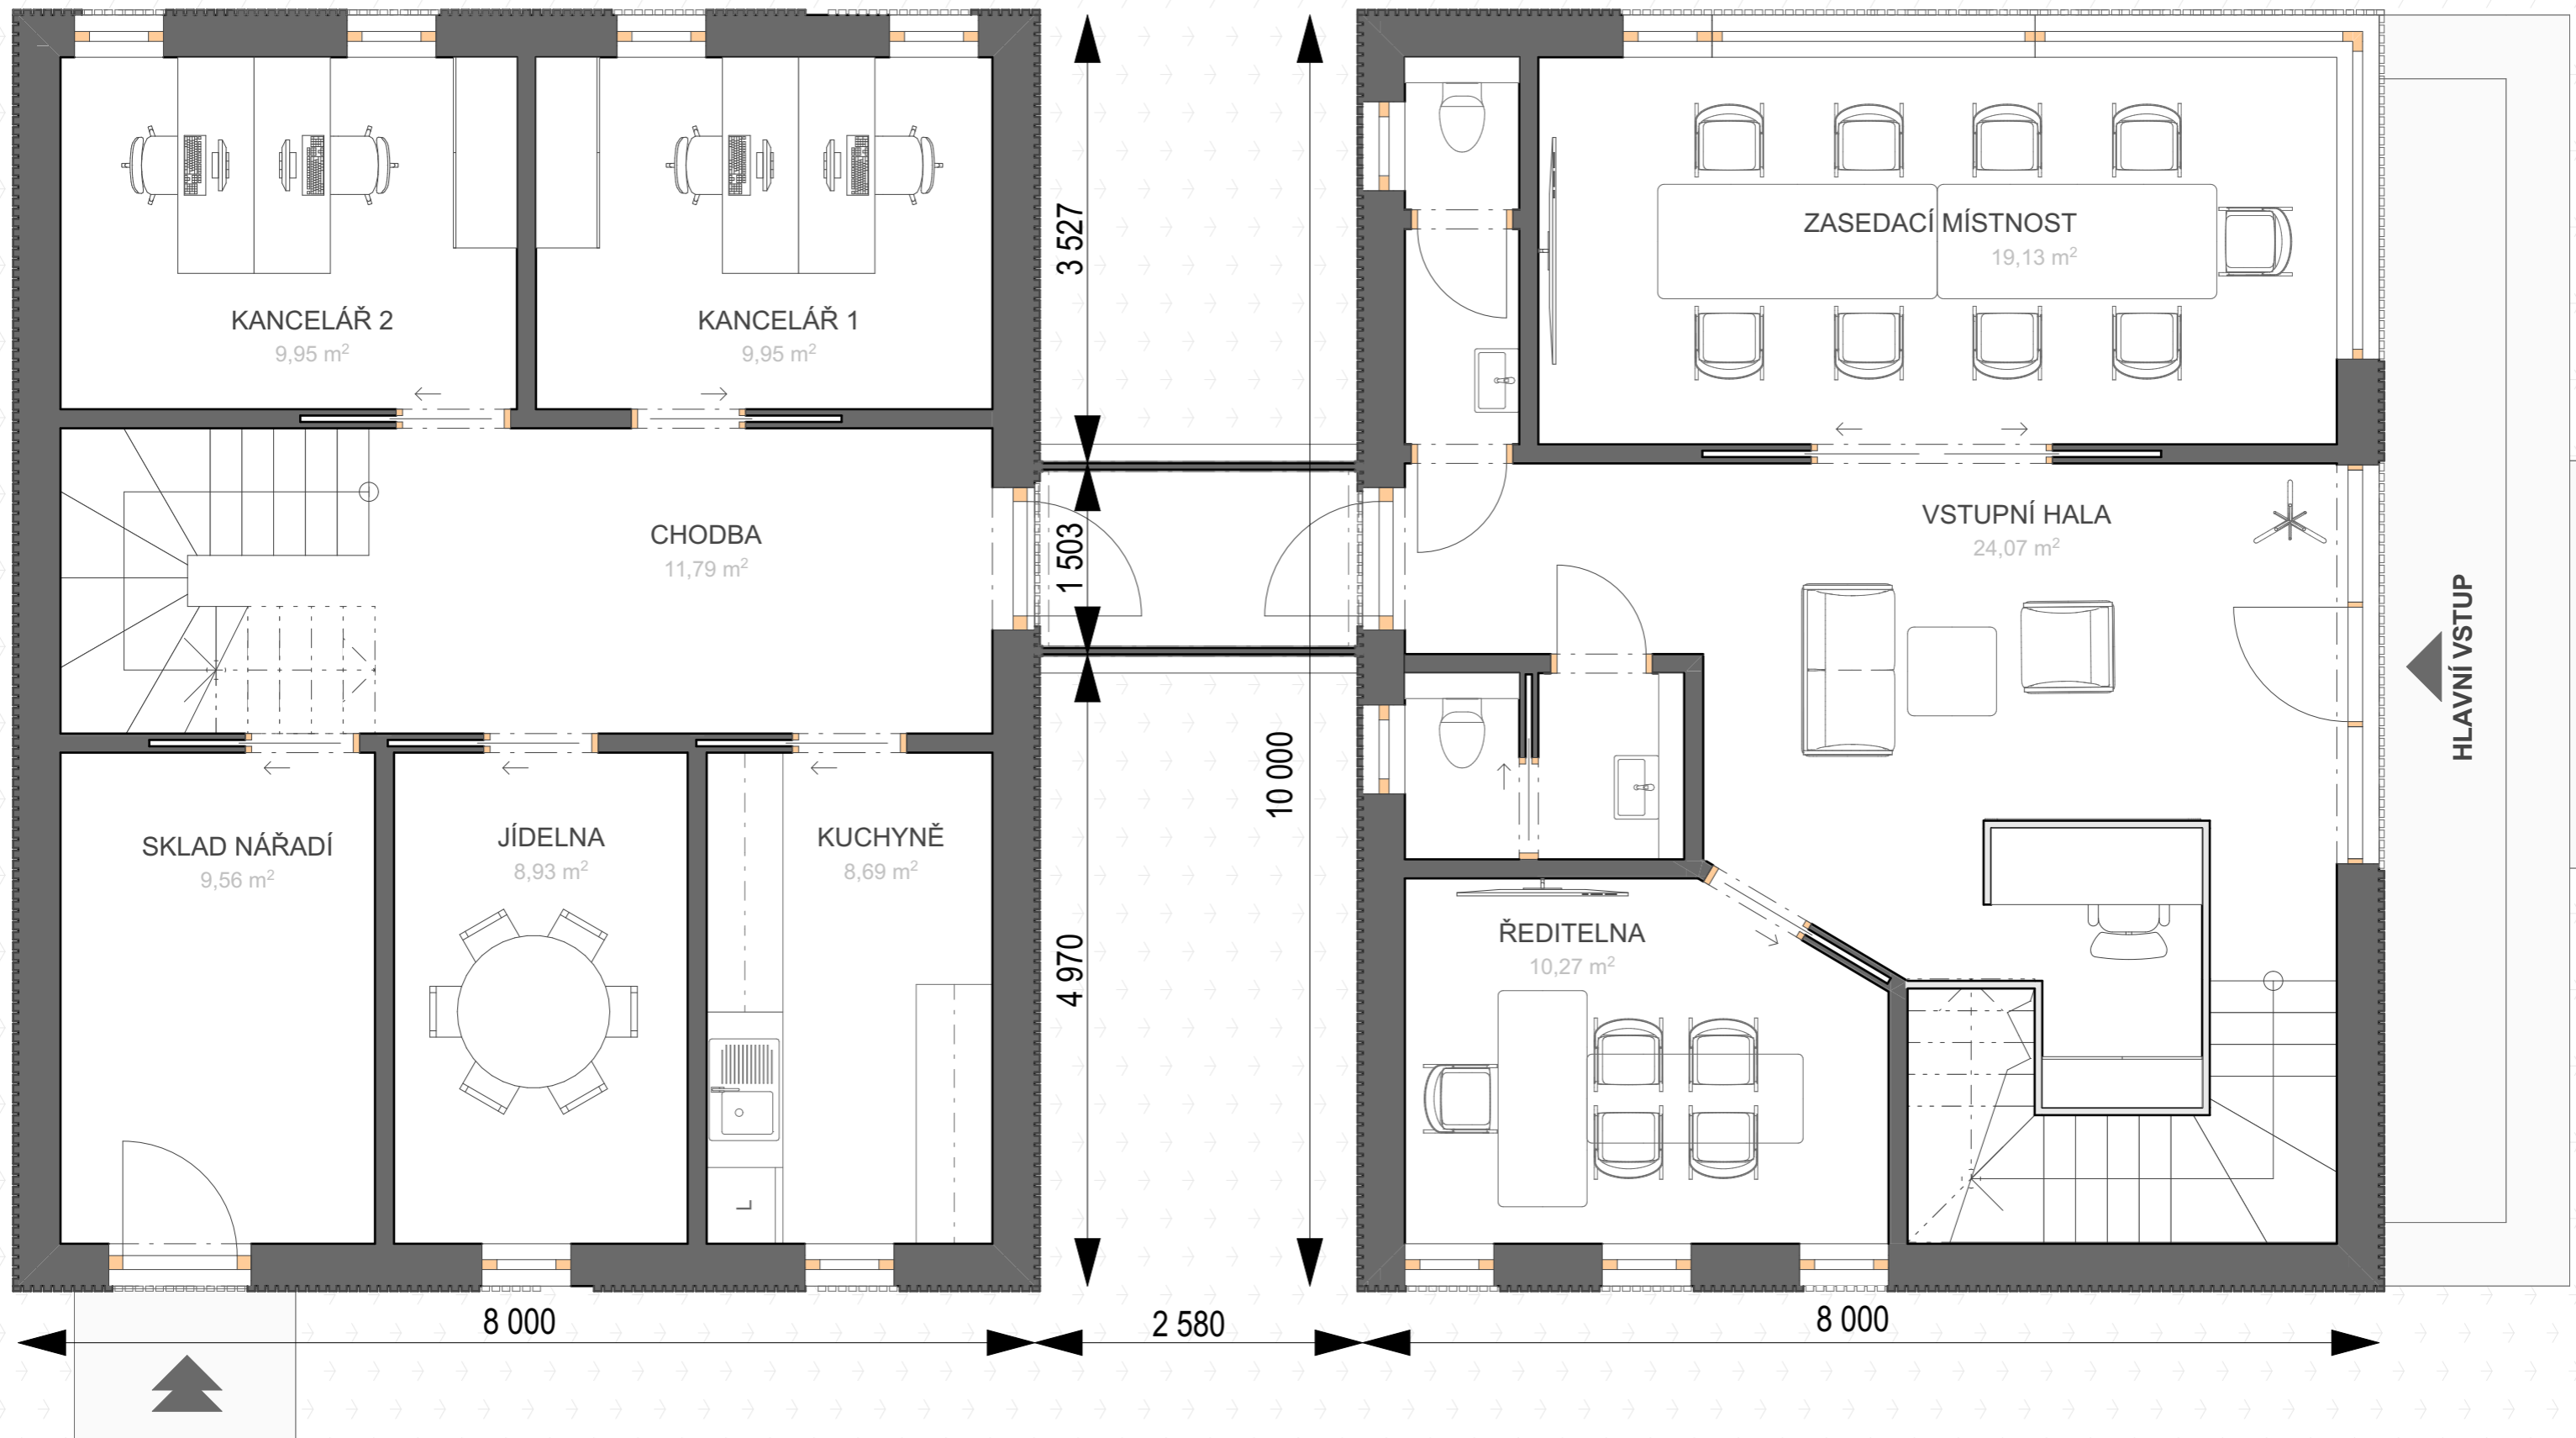 KANCELÁŘ 2
9,95 m²
KANCELÁŘ 1
9,95 m²
3 527
ZASEDACÍ MÍSTNOST
19,13 m²
CHODBA
11,79 m²
1 503
VSTUPNÍ HALA
24,07 m²
HLAVNÍ VSTUP
10 000
SKLAD NÁŘADÍ
9,56 m²
JÍDELNA
8,93 m²
KUCHYNĚ
8,69 m²
4 970
ŘEDITELNA
10,27 m²
L
8 000
2 580
8 000